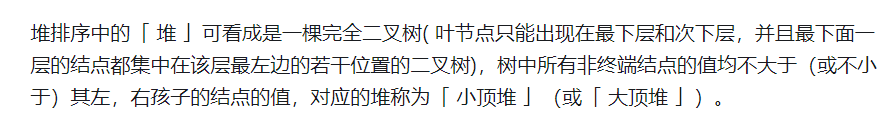 堆排序中的「 堆 」可看成是一棵完全二叉树( 叶节点只能出现在最下层和次下层，并且最下面一
层的结点都集中在该层最左边的若干位置的二叉树)，树中所有非终端结点的值均不大于（或不小
于）其左，右孩子的结点的值，对应的堆称为「 小顶堆 」（或「 大顶堆 」）。